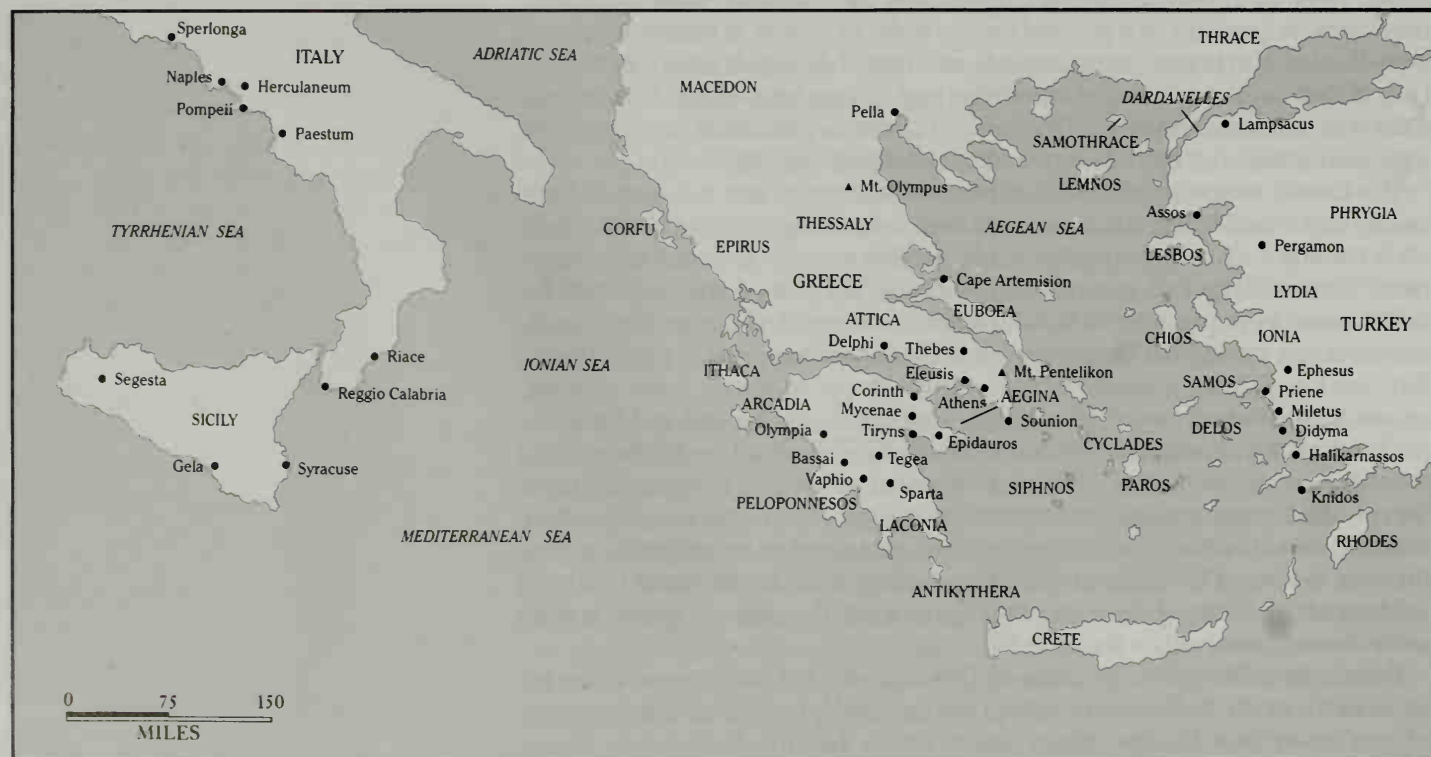 Sperlonga
ITALY
Naples
Herculaneum
Pompeii
Paestum
ADRIATIC SEA
TYRRHENIAN SEA
MACEDON
Pella
THRACE
DARDANELLES
Lampsacus
SAMOTHRACE
Mt. Olympus
LEMNOS
THESSALY
CORFU
EPIRUS
AEGEAN SEA
Assos
PHRYGIA
LESBOS
Pergamon
GREECE
Cape Artemision
EUBOEA
LYDIA
TURKEY
ATTICA
Delphi
Thebes
CHIOS
IONIA
Riace
IONIAN SEA
ITHACA
Segesta
Reggio Calabria
SICILY
Gela
Syracuse
Eleusis
Mt. Pentelikon
Corinth
Athens
AEGINA
ARCADIA
Mycenae
Olympia
Tiryns
Epidauros
Sounion
SAMOS
Ephesus
Priene
Miletus
DELOS
Didyma
CYCLADES
Halikarnassos
Bassai
Tegea
Vaphio
Sparta
SIPHNOS
PAROS
Knidos
PELOPONNESOS
LACONIA
MEDITERRANEAN SEA
RHODES
ANTIKYTHERA
CRETE
0 75 150
MILES